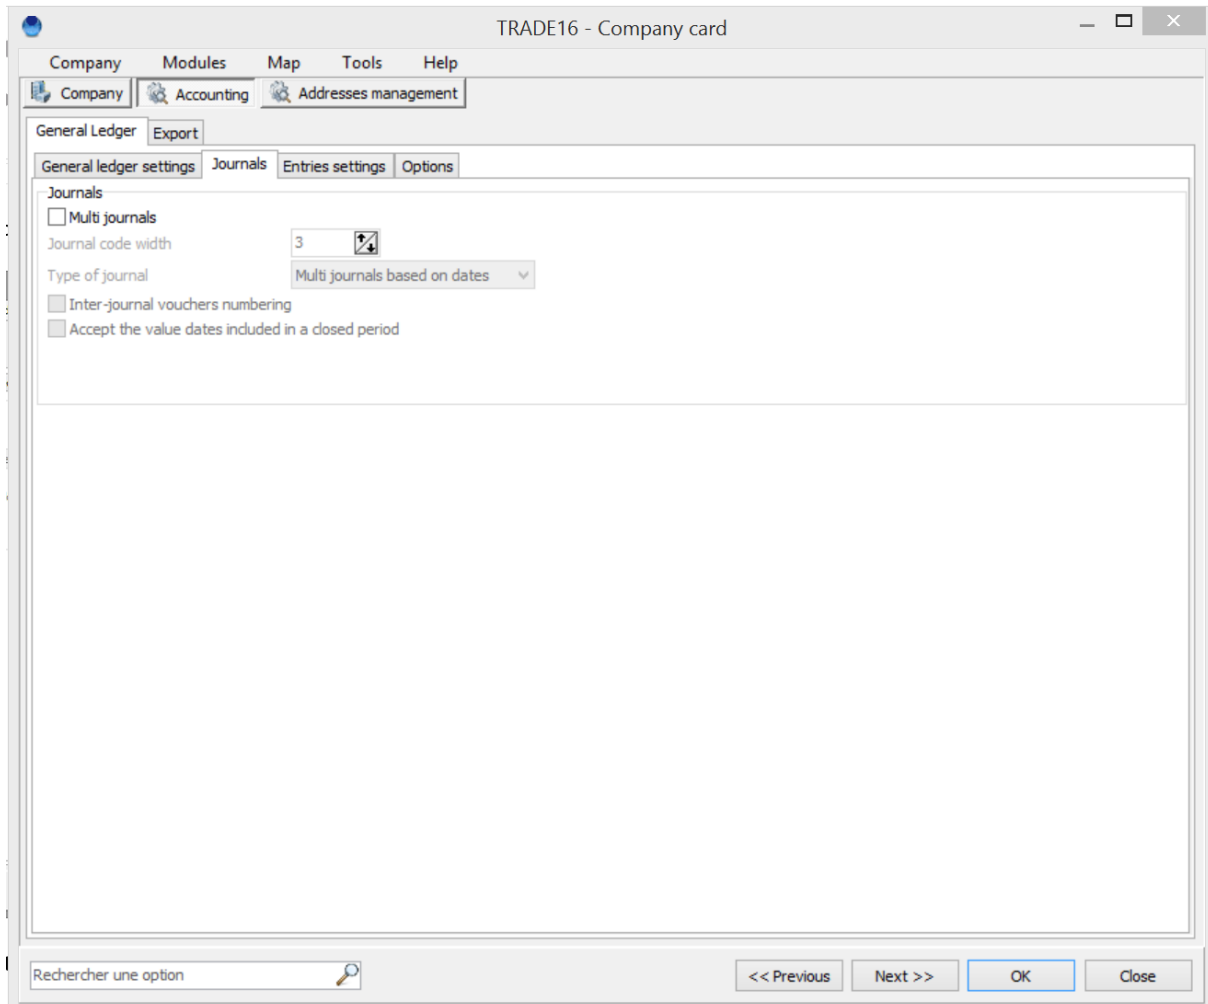 TRADE16 - Company card
Company Modules Map Tools Help
Company Accounting Addresses management
General Ledger Export
General ledger settings Journals Entries settings Options
Journals
Multi journals
Journal code width 3
Type of journal Multi journals based on dates
Inter-journal vouchers numbering
Accept the value dates included in a closed period
Rechercher une option << Previous Next >> OK Close